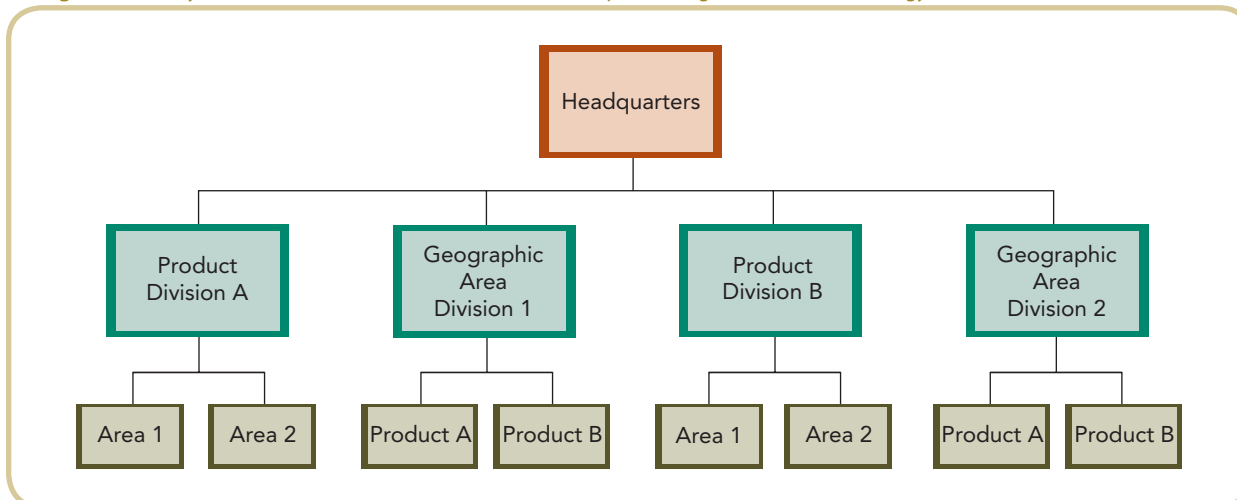 Headquarters
Product
Division A
Geographic
Area
Division 1
Product
Division B
Geographic
Area
Division 2
Area 1
Area 2
Product A
Product B
Area 1
Area 2
Product A
Product B